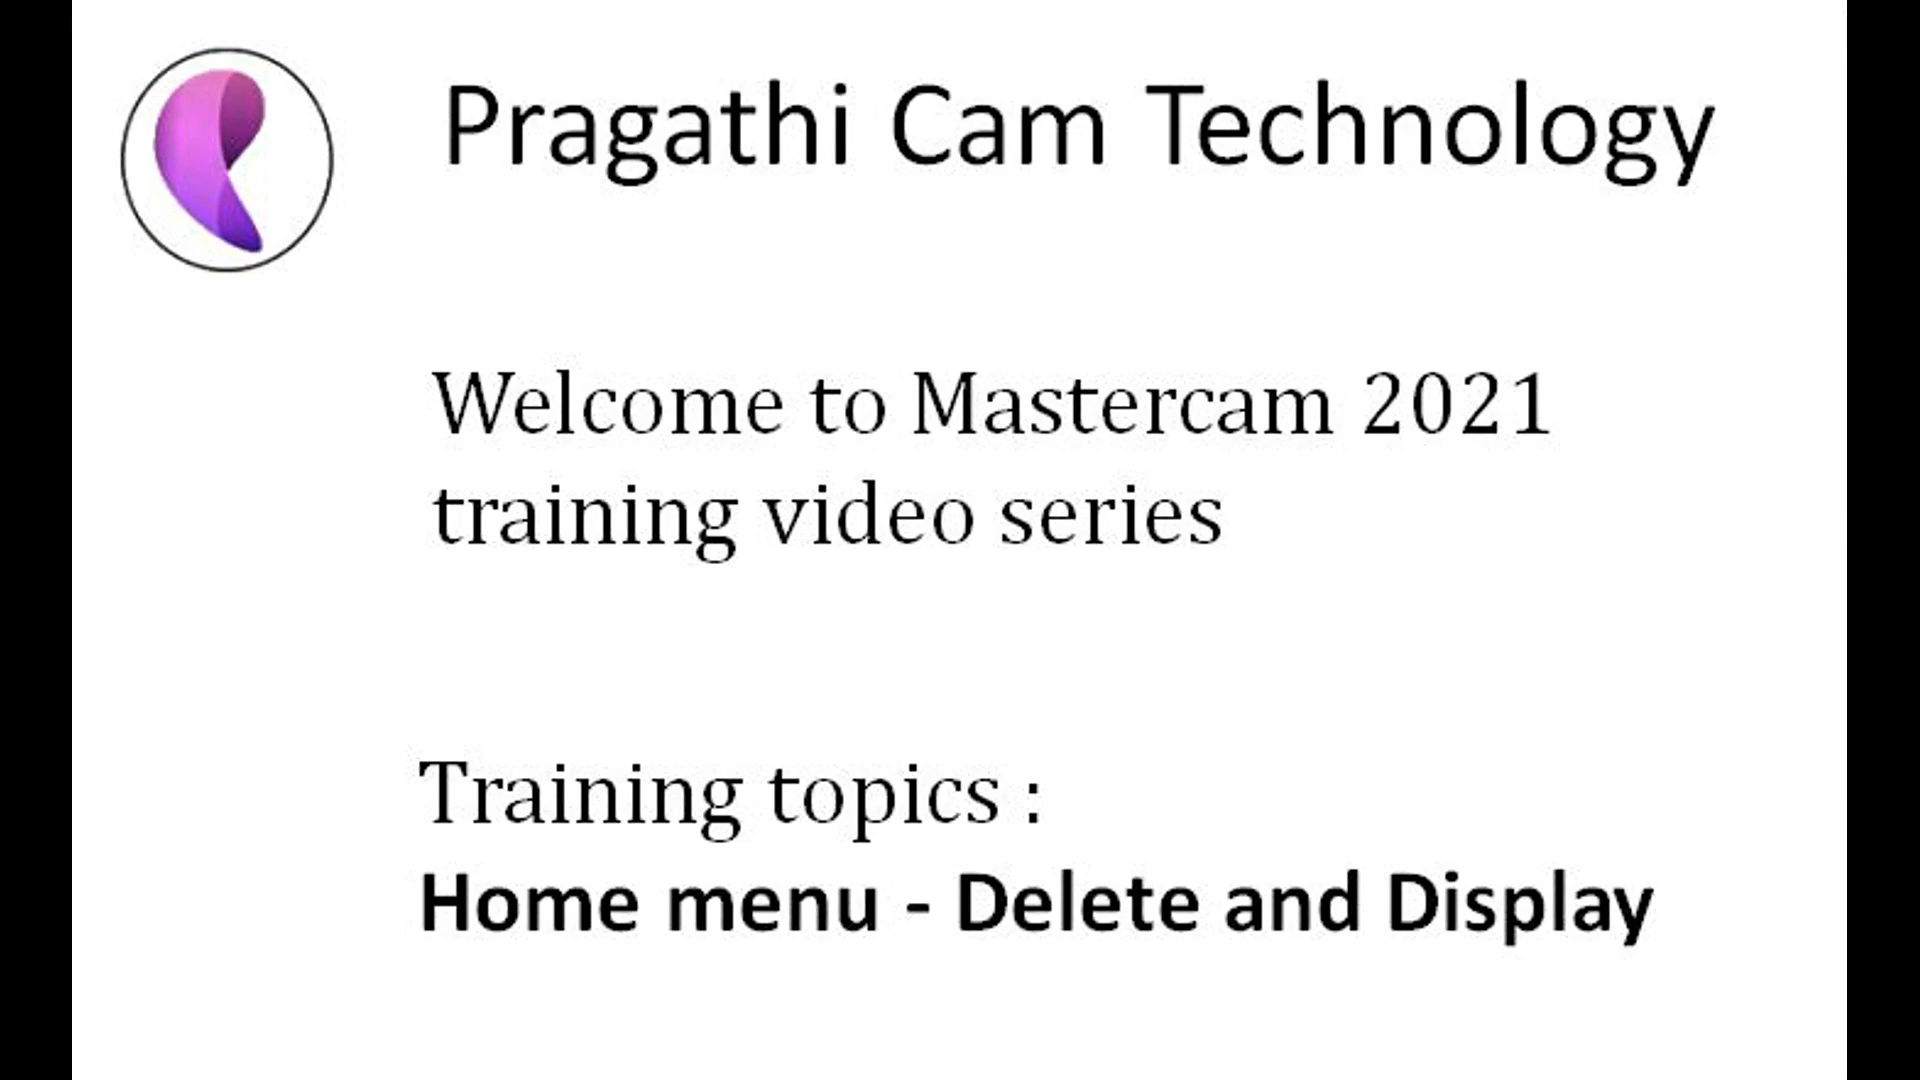 Pragathi Cam Technology
Welcome to Mastercam 2021
training video series
Training topics :
Home menu - Delete and Display